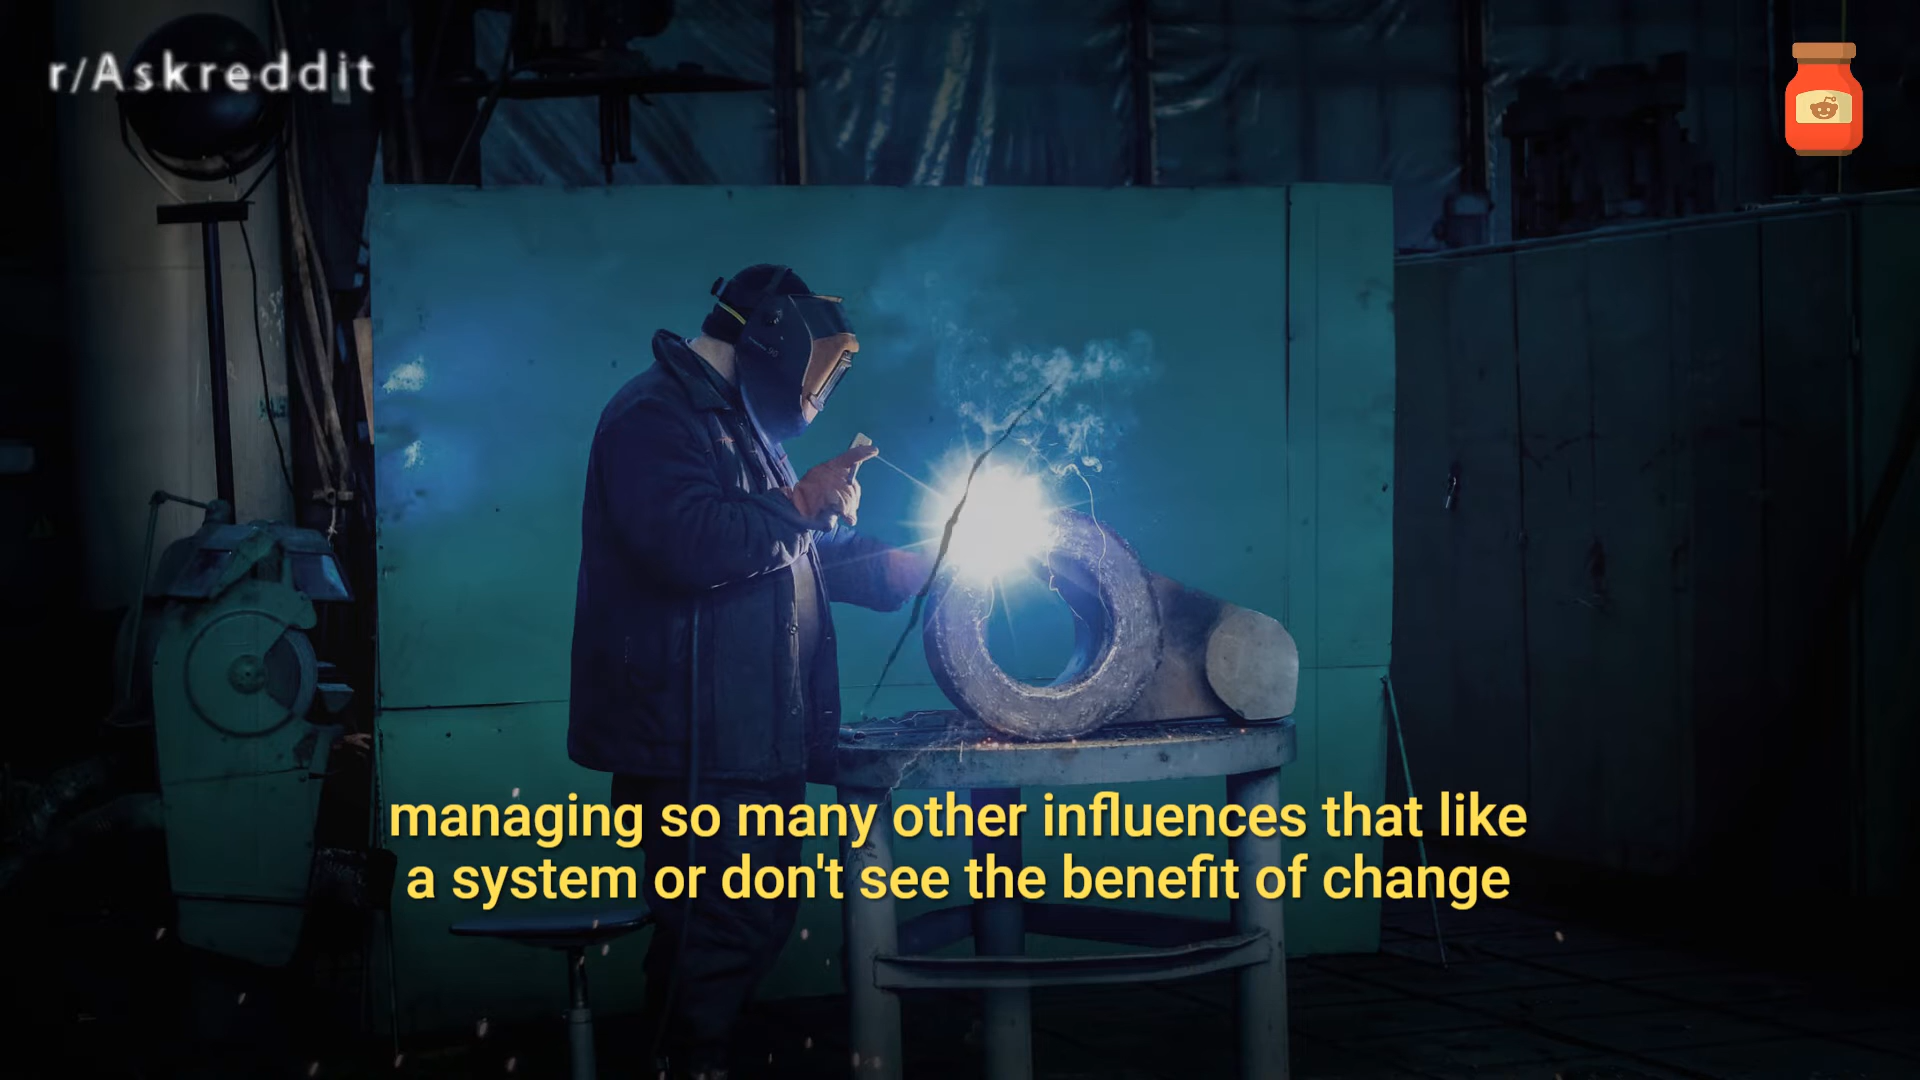 r/Askreddit
managing so many other influences that like
a system or don't see the benefit of change